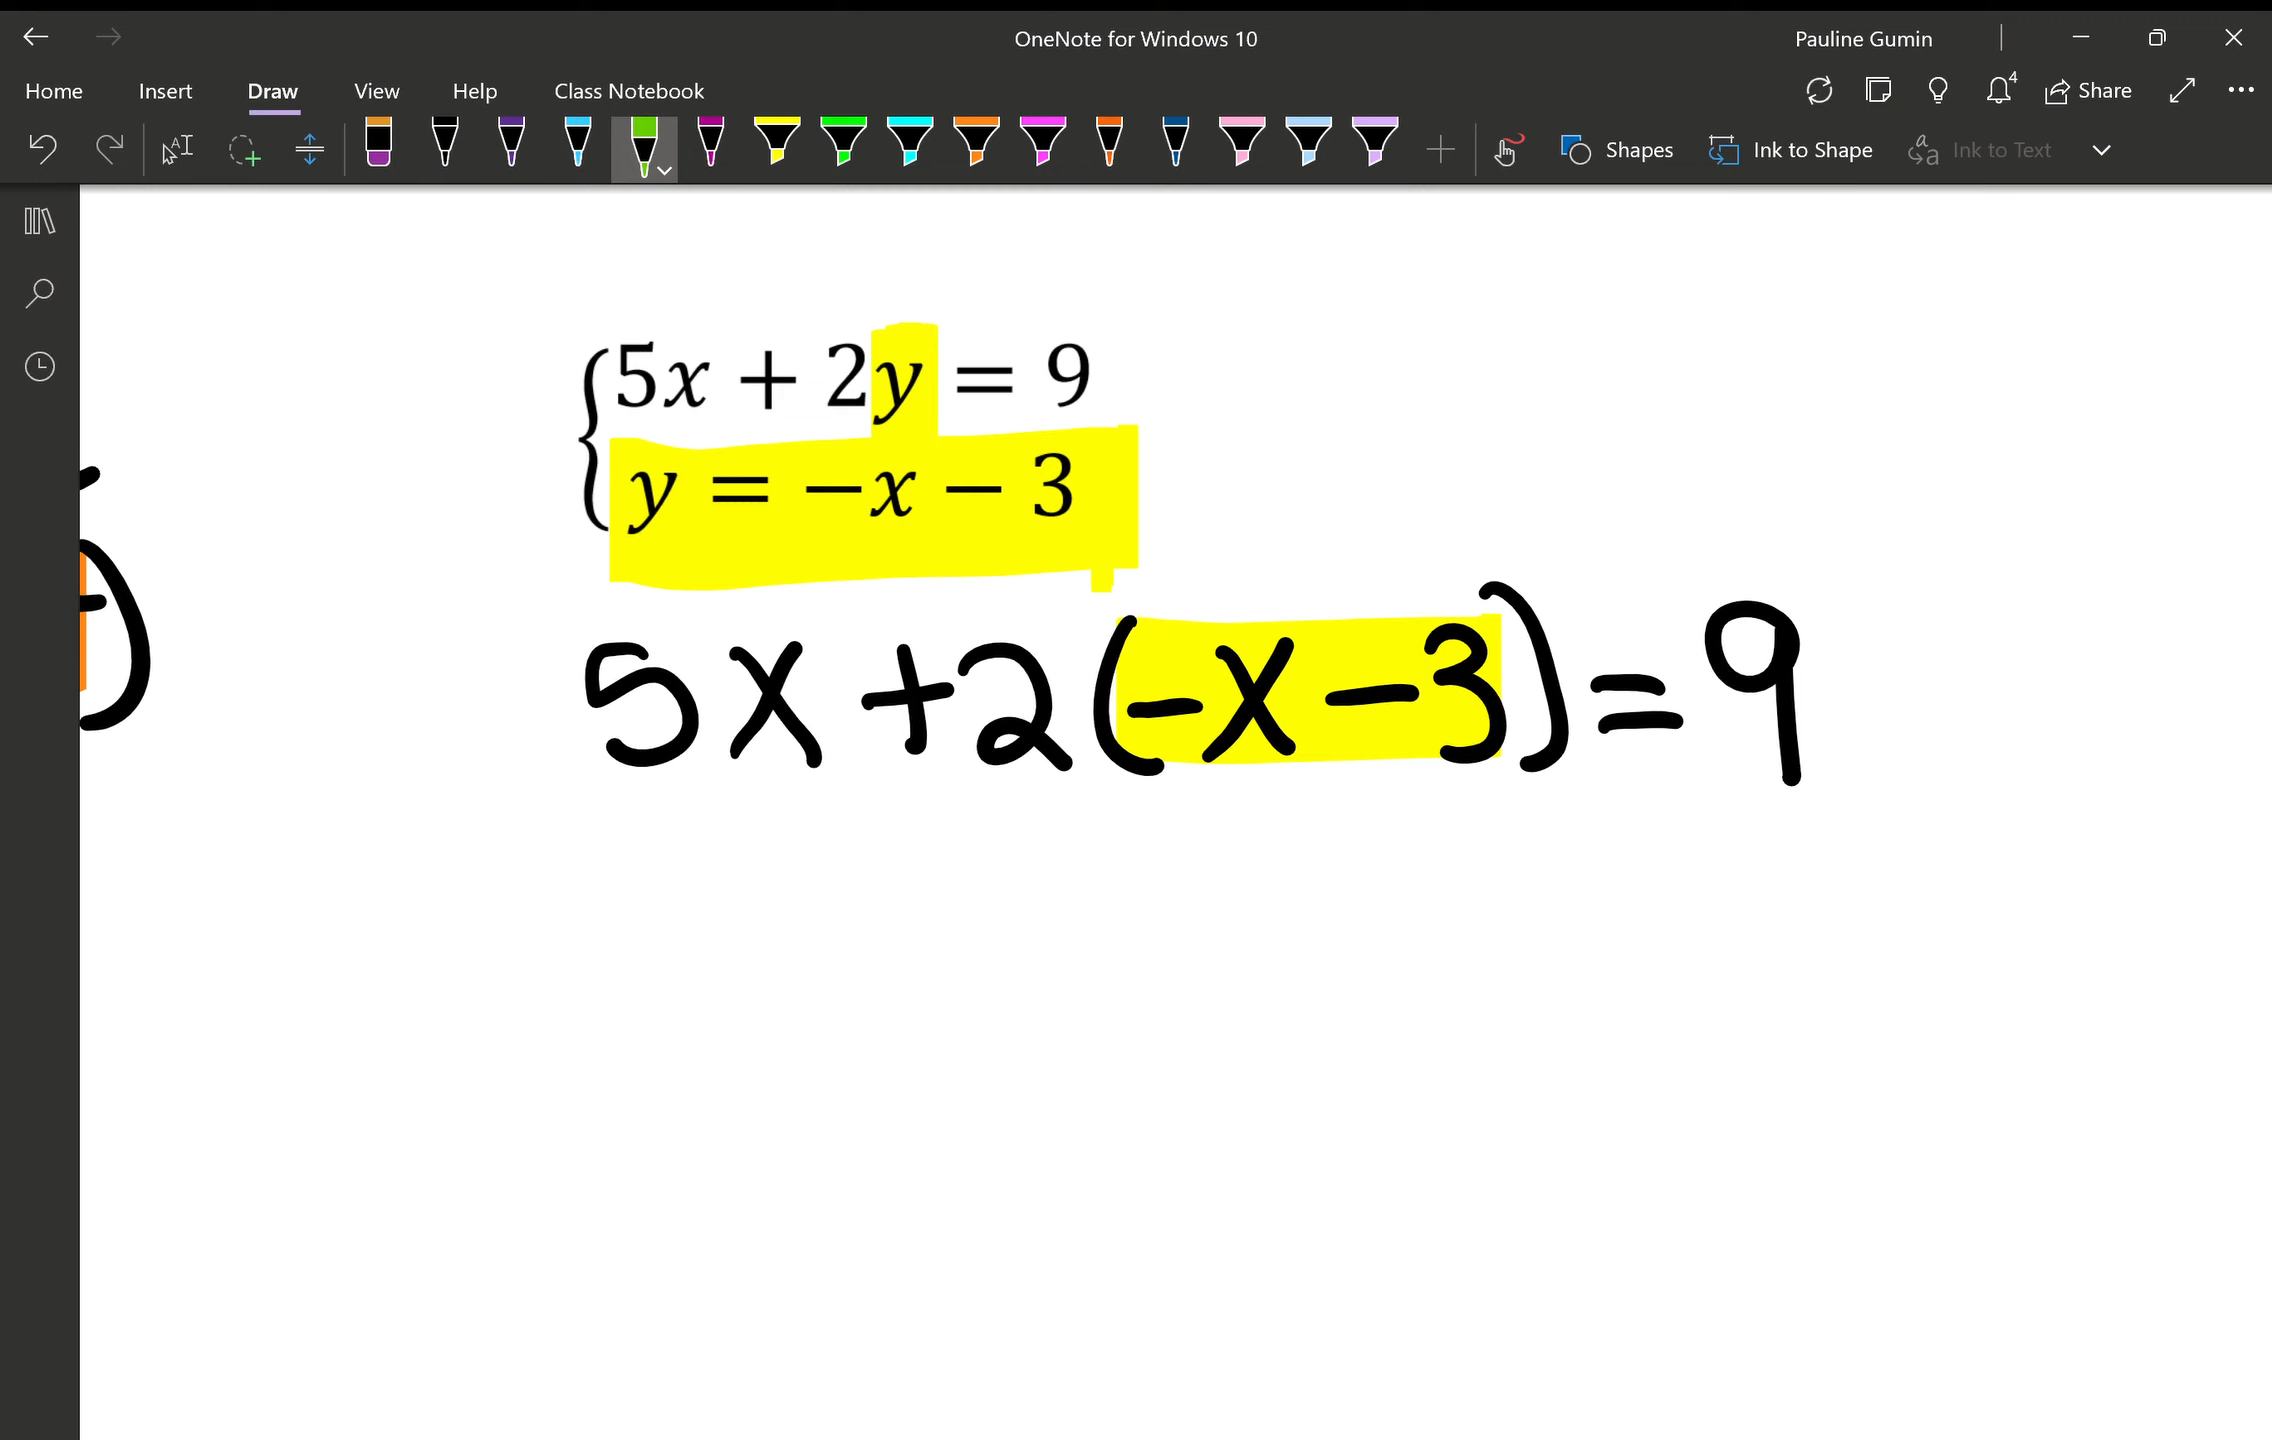 OneNote for Windows 10
Pauline Gumin
Home Insert Draw View Help Class Notebook
4 Share
Shapes Ink to Shape Ink to Text
5x + 2y = 9
y = −x − 3
5x+2(-x-3)=9